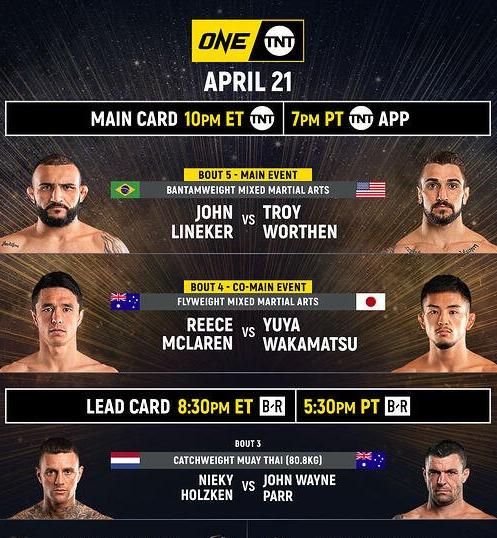 ONE TNT
APRIL 21
MAIN CARD 10PM ET TNT 7PM PT TNT APP
BOUT 5 - MAIN EVENT
BANTAMWEIGHT MIXED MARTIAL ARTS
JOHN LINEKER VS TROY WORTHEN
BOUT 4 - CO-MAIN EVENT
FLYWEIGHT MIXED MARTIAL ARTS
REECE MCLAREN VS YUYA WAKAMATSU
LEAD CARD 8:30PM ET B/R 5:30PM PT B/R
BOUT 3
CATCHWEIGHT MUAY THAI (80.8KG)
NIEKY HOLZKEN VS JOHN WAYNE PARR